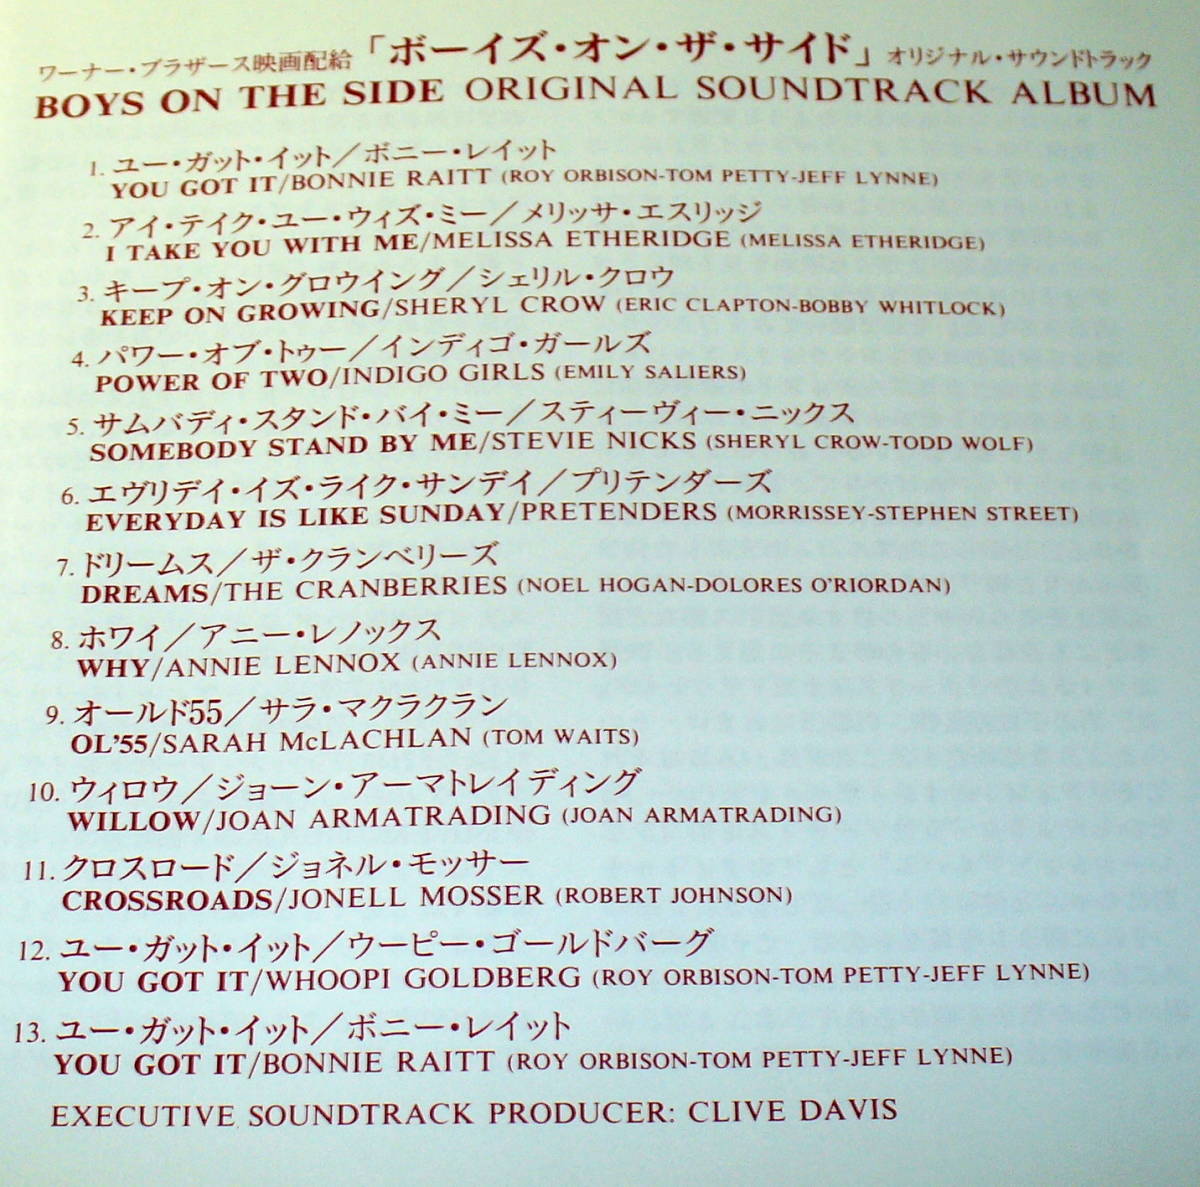 ワーナー・ブラザース映画配給「ボーイズ・オン・ザ・サイド」オリジナル・サウンドトラック
BOYS ON THE SIDE ORIGINAL SOUNDTRACK ALBUM
1. ユー・ガット・イット／ボニー・レイット
YOU GOT IT/BONNIE RAITT (ROY ORBISON-TOM PETTY-JEFF LYNNE)
2. アイ・テイク・ユー・ウィズ・ミー／メリッサ・エスリッジ
I TAKE YOU WITH ME/MELISSA ETHERIDGE (MELISSA ETHERIDGE)
3. キープ・オン・グロウイング／シェリル・クロウ
KEEP ON GROWING/SHERYL CROW (ERIC CLAPTON-BOBBY WHITLOCK)
4. パワー・オブ・トゥー／インディゴ・ガールズ
POWER OF TWO/INDIGO GIRLS (EMILY SALIERS)
5. サムバディ・スタンド・バイ・ミー／スティーヴィー・ニックス
SOMEBODY STAND BY ME/STEVIE NICKS (SHERYL CROW-TODD WOLF)
6. エヴリデイ・イズ・ライク・サンデイ／プリテンダーズ
EVERYDAY IS LIKE SUNDAY/PRETENDERS (MORRISSEY-STEPHEN STREET)
7. ドリームス／ザ・クランベリーズ
DREAMS/THE CRANBERRIES (NOEL HOGAN-DOLORES O'RIORDAN)
8. ホワイ／アニー・レノックス
WHY/ANNIE LENNOX (ANNIE LENNOX)
9. オールド55／サラ・マクラクラン
OL'55/SARAH McLACHLAN (TOM WAITS)
10. ウィロウ／ジョーン・アーマトレイディング
WILLOW/JOAN ARMATRADING (JOAN ARMATRADING)
11. クロスロード／ジョネル・モッサー
CROSSROADS/JONELL MOSSER (ROBERT JOHNSON)
12. ユー・ガット・イット／ウーピー・ゴールドバーグ
YOU GOT IT/WHOOPI GOLDBERG (ROY ORBISON-TOM PETTY-JEFF LYNNE)
13. ユー・ガット・イット／ボニー・レイット
YOU GOT IT/BONNIE RAITT (ROY ORBISON-TOM PETTY-JEFF LYNNE)
EXECUTIVE SOUNDTRACK PRODUCER: CLIVE DAVIS